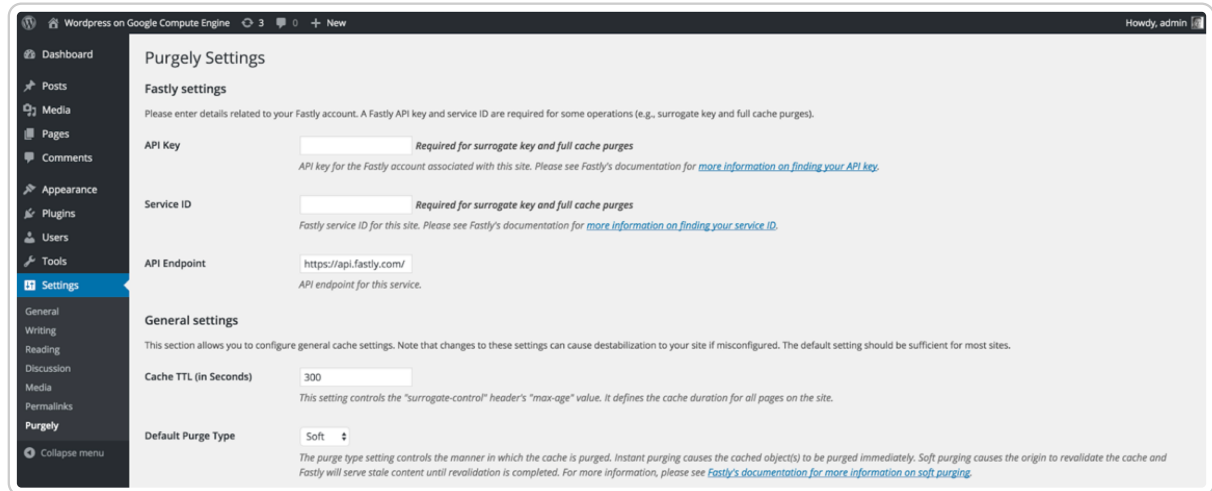 Wordpress on Google Compute Engine 3 0 + New Howdy, admin
Dashboard
Posts
Media
Pages
Comments
Appearance
Plugins
Users
Tools
Settings
General
Writing
Reading
Discussion
Media
Permalinks
Purgely
Collapse menu
Purgely Settings
Fastly settings
Please enter details related to your Fastly account. A Fastly API key and service ID are required for some operations (e.g., surrogate key and full cache purges).
API Key Required for surrogate key and full cache purges
API key for the Fastly account associated with this site. Please see Fastly's documentation for more information on finding your API key.
Service ID Required for surrogate key and full cache purges
Fastly service ID for this site. Please see Fastly's documentation for more information on finding your service ID.
API Endpoint https://api.fastly.com/
API endpoint for this service.
General settings
This section allows you to configure general cache settings. Note that changes to these settings can cause destabilization to your site if misconfigured. The default setting should be sufficient for most sites.
Cache TTL (in Seconds) 300
This setting controls the "surrogate-control" header's "max-age" value. It defines the cache duration for all pages on the site.
Default Purge Type Soft
The purge type setting controls the manner in which the cache is purged. Instant purging causes the cached object(s) to be purged immediately. Soft purging causes the origin to revalidate the cache and
Fastly will serve stale content until revalidation is completed. For more information, please see Fastly's documentation for more information on soft purging.